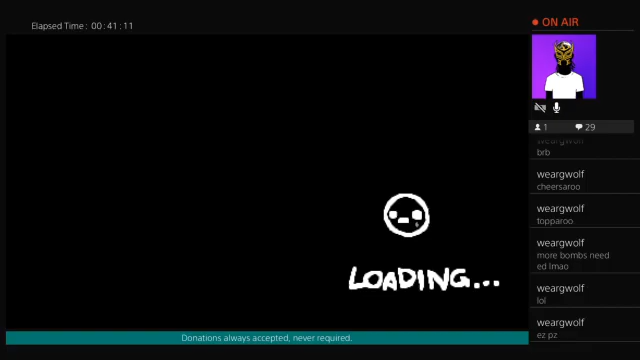 Elapsed Time : 00:41:11
ON AIR
1 29
weargwolf
brb
weargwolf
cheersaroo
weargwolf
topparoo
weargwolf
more bombs need
ed lmao
weargwolf
lol
weargwolf
ez pz
LOADING...
Donations always accepted, never required.